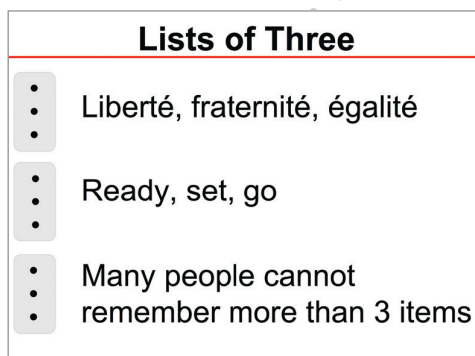 Lists of Three
Liberté, fraternité, égalité
Ready, set, go
Many people cannot
remember more than 3 items